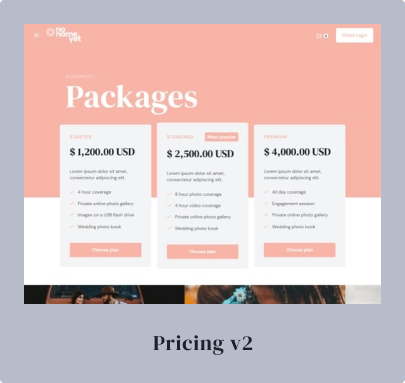 no
name
yet
Client Login
Packages
STARTER
$ 1,200.00 USD
Lorem ipsum dolor sit amet,
consectetur adipiscing elit.
4 hour coverage
Private online photo gallery
Images on a USB flash drive
Wedding photo book
Choose plan
STANDARD
Most popular
$ 2,500.00 USD
Lorem ipsum dolor sit amet,
consectetur adipiscing elit.
8 hour photo coverage
4 hour video coverage
Private online photo gallery
Wedding photo book
Choose plan
PREMIUM
$ 4,000.00 USD
Lorem ipsum dolor sit amet,
consectetur adipiscing elit.
All day coverage
Engagement session
Private online photo gallery
Wedding photo book
Choose plan
Pricing v2